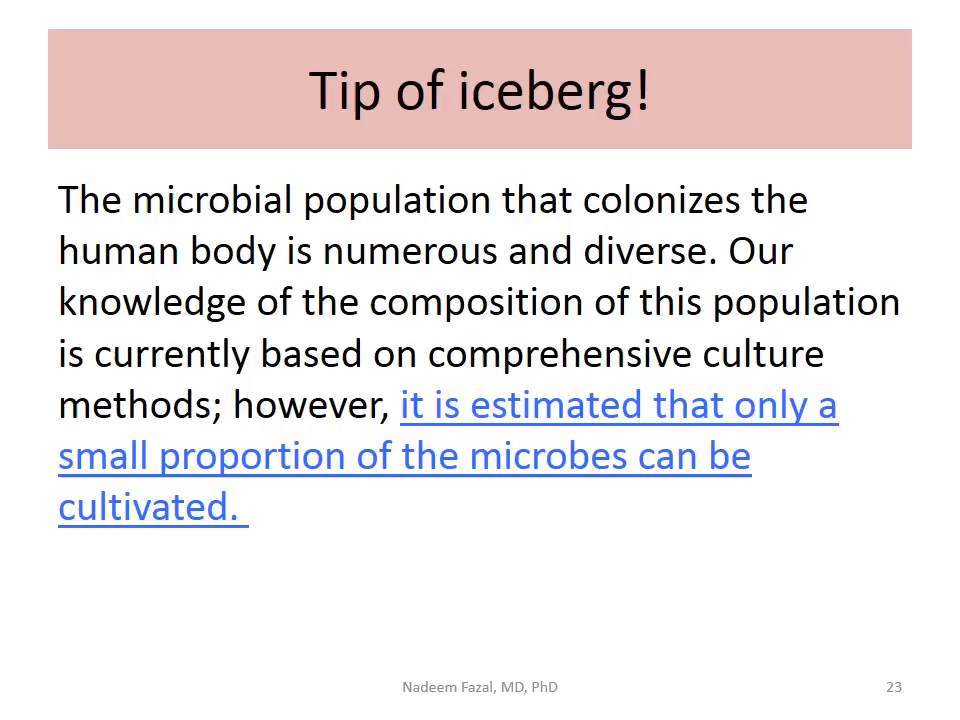 Tip of iceberg!
The microbial population that colonizes the
human body is numerous and diverse. Our
knowledge of the composition of this population
is currently based on comprehensive culture
methods; however, it is estimated that only a
small proportion of the microbes can be
cultivated.
Nadeem Fazal, MD, PhD
23